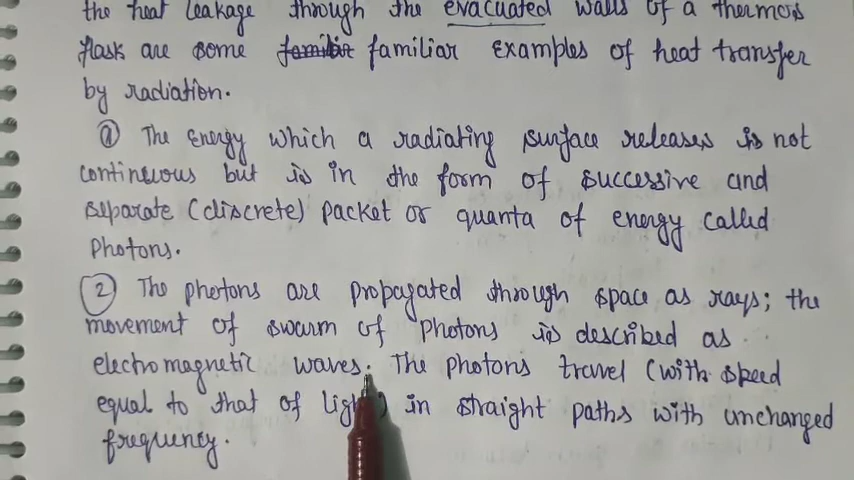 the heat leakage through the evacuated walls of a thermos
flask are some familiar familiar examples of heat transfer
by radiation.
① The Energy which a radiating surface releases is not
continuous but is in the form of successive and
separate (discrete) packet or quanta of energy called
Photons.
② The photons are propagated through space as rays; the
movement of swarm of photons is described as
electromagnetic waves. The photons travel (with speed
equal to that of ligh ) in straight paths with unchanged
frequency.